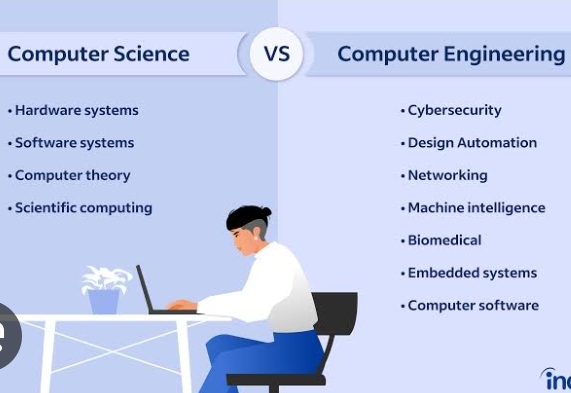 Computer Science
VS
Computer Engineering
• Hardware systems
• Software systems
• Computer theory
• Scientific computing
• Cybersecurity
• Design Automation
• Networking
• Machine intelligence
• Biomedical
• Embedded systems
• Computer software